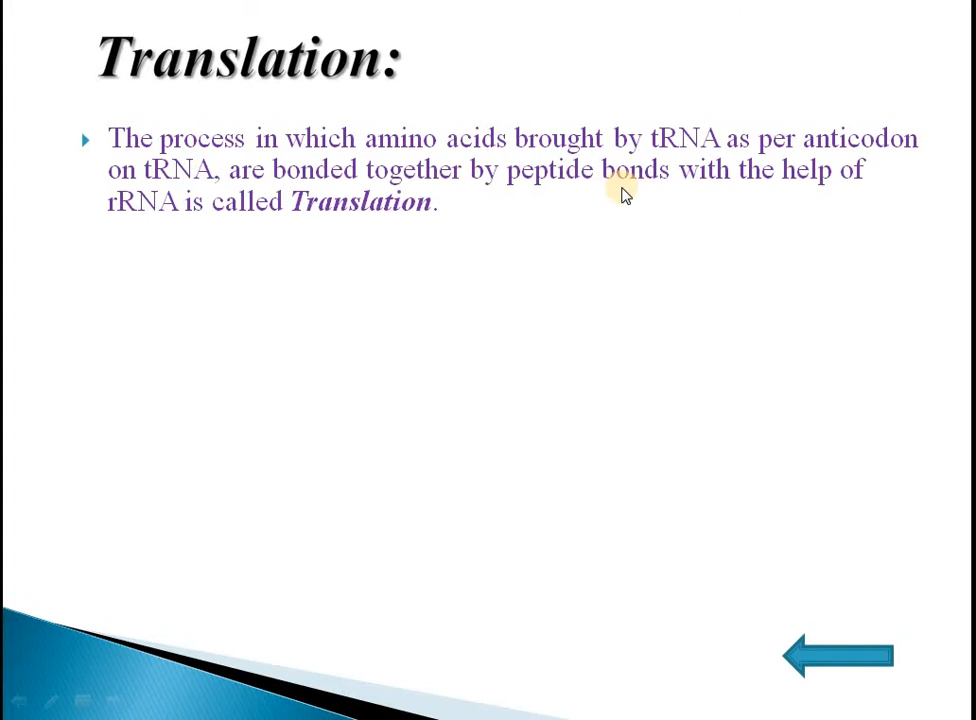 Translation:
The process in which amino acids brought by tRNA as per anticodon
on tRNA, are bonded together by peptide bonds with the help of
rRNA is called Translation.